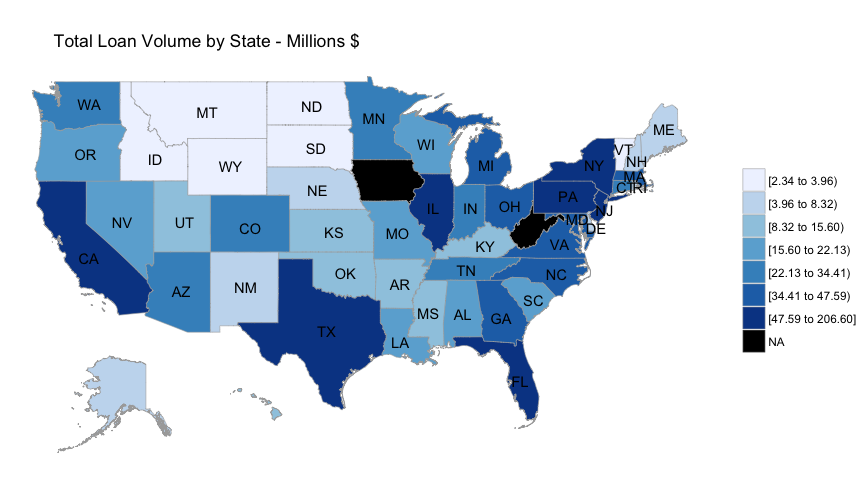 Total Loan Volume by State - Millions $
WA
MT
ND
MN
ME
VT
NH
MA
CT
RI
OR
ID
WY
SD
WI
MI
NY
NE
NV
UT
CO
KS
MO
IL
IN
OH
PA
NJ
MD
DE
CA
KY
VA
AZ
NM
OK
AR
TN
NC
SC
TX
LA
MS
AL
GA
FL
[2.34 to 3.96)
[3.96 to 8.32)
[8.32 to 15.60)
[15.60 to 22.13)
[22.13 to 34.41)
[34.41 to 47.59)
[47.59 to 206.60]
NA